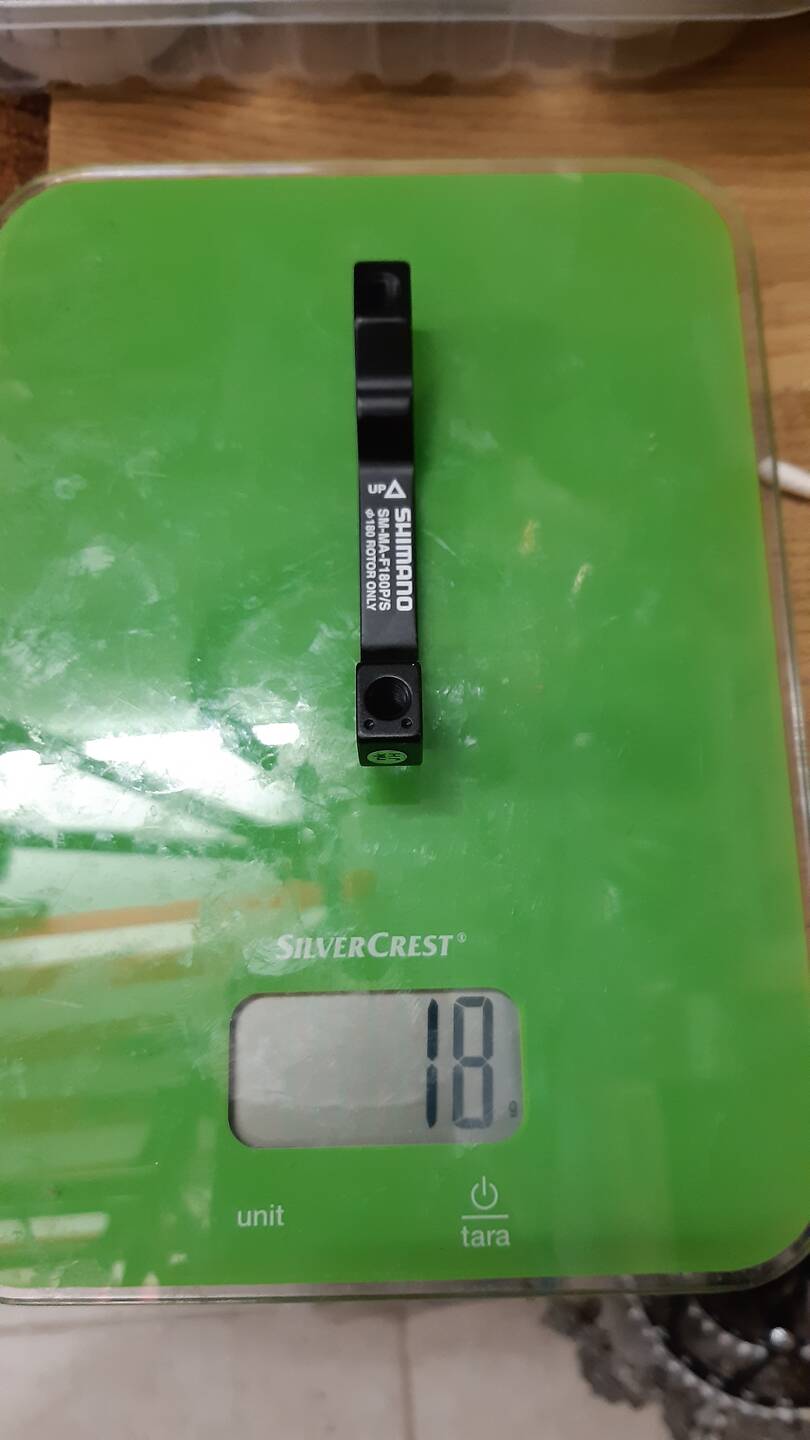 UP△
SHIMANO
SM-MA-F180P/S
φ180 ROTOR ONLY
SILVERCREST®
18 g
unit
tara